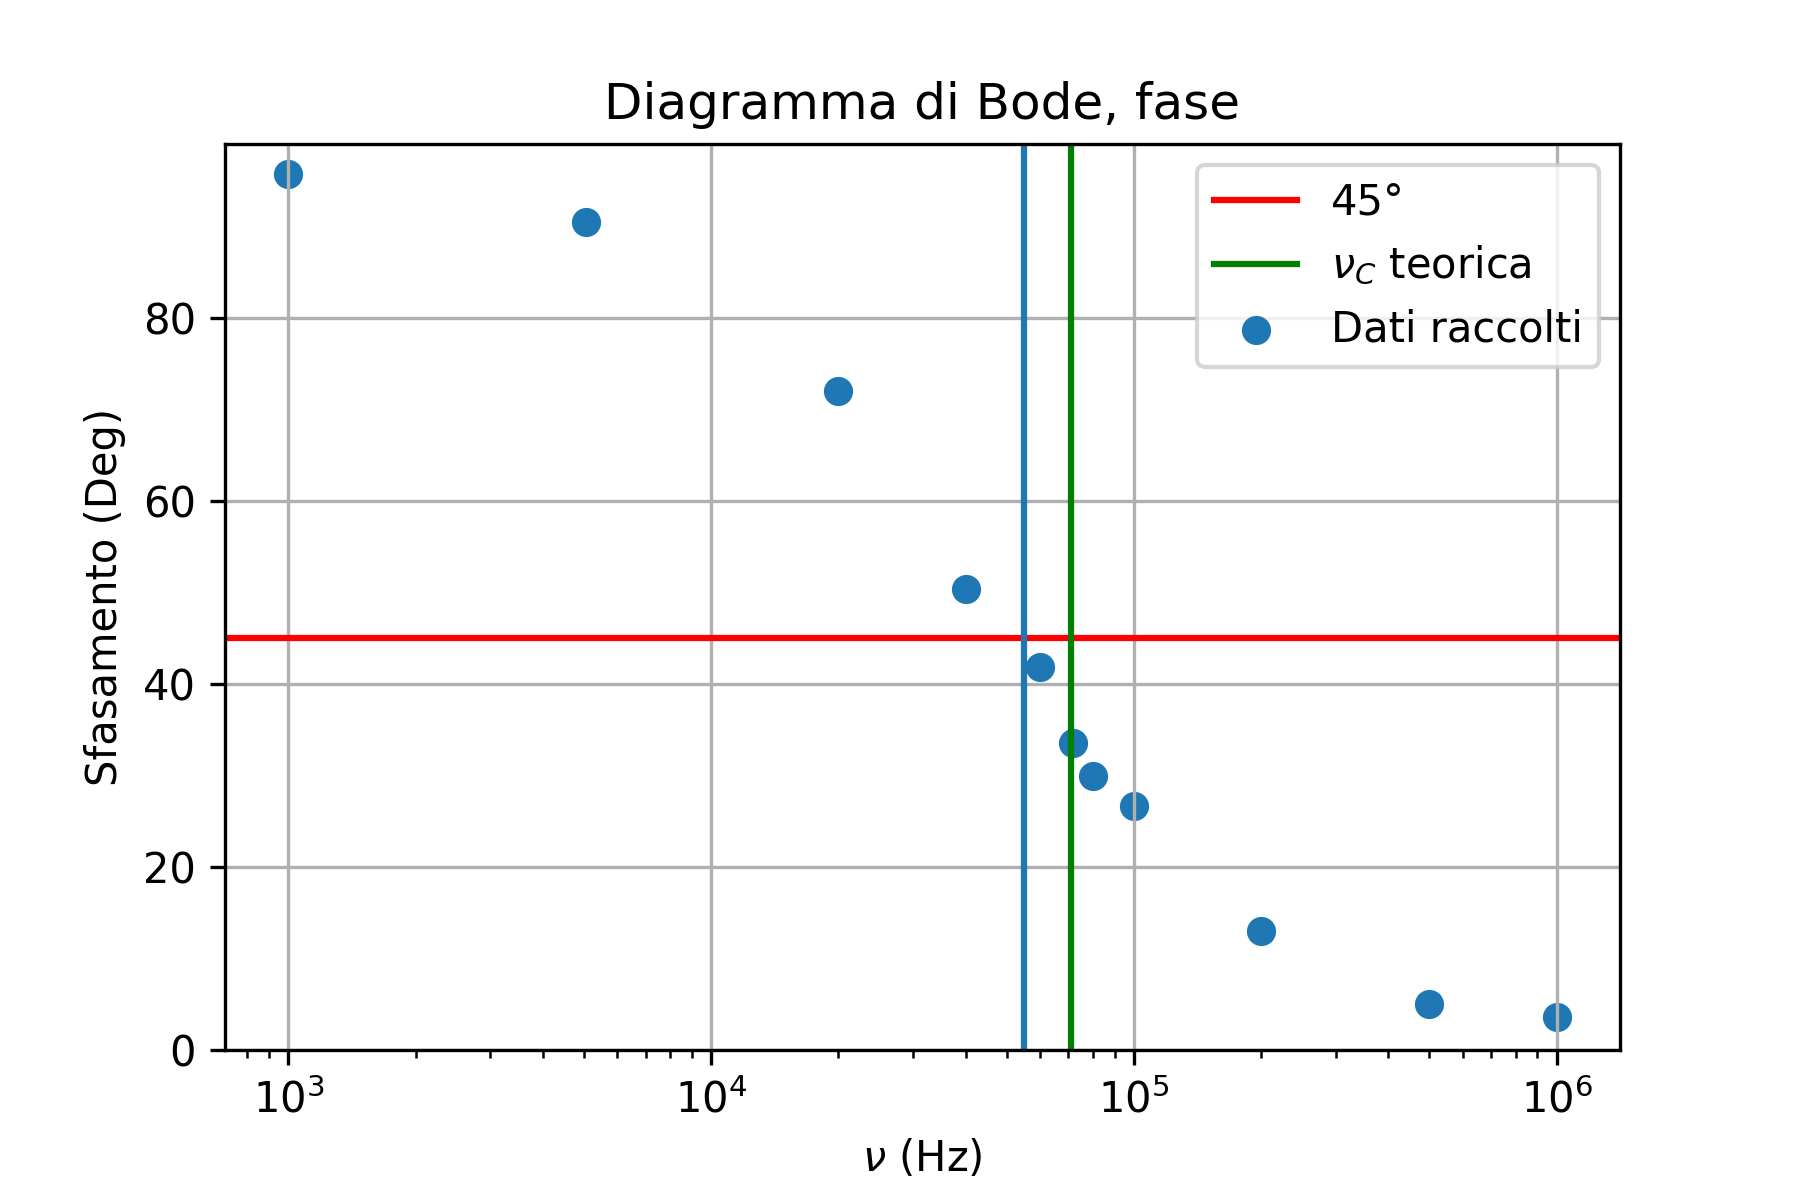 Diagramma di Bode, fase
45°
ν_C teorica
Dati raccolti
Sfasamento (Deg)
80
60
40
20
0
10³
10⁴
10⁵
10⁶
ν (Hz)